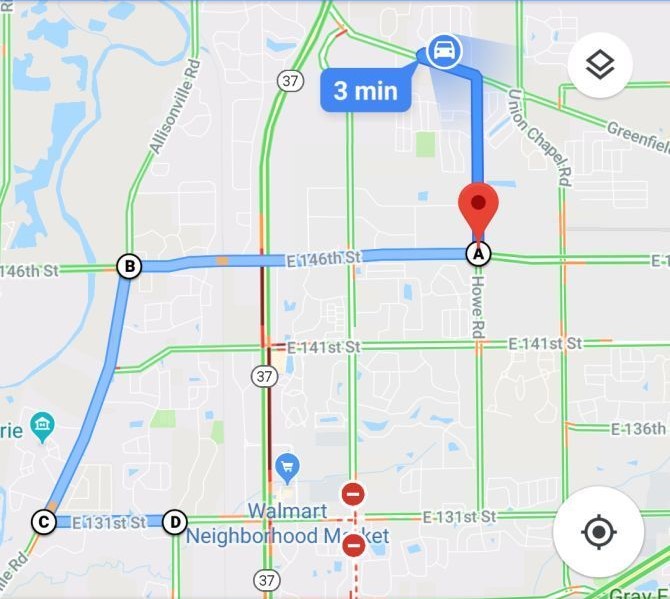 R
37
3 min
Allisonville Rd
Union Chapel Rd
Greenfield
A
B
146th St
E 146th St
E 1
Howe Rd
E 141st St
E 141st St
37
E 136th
rie
Walmart
Neighborhood Market
C
E 131st St
D
E 131st St
lle Rd
37
Gray E